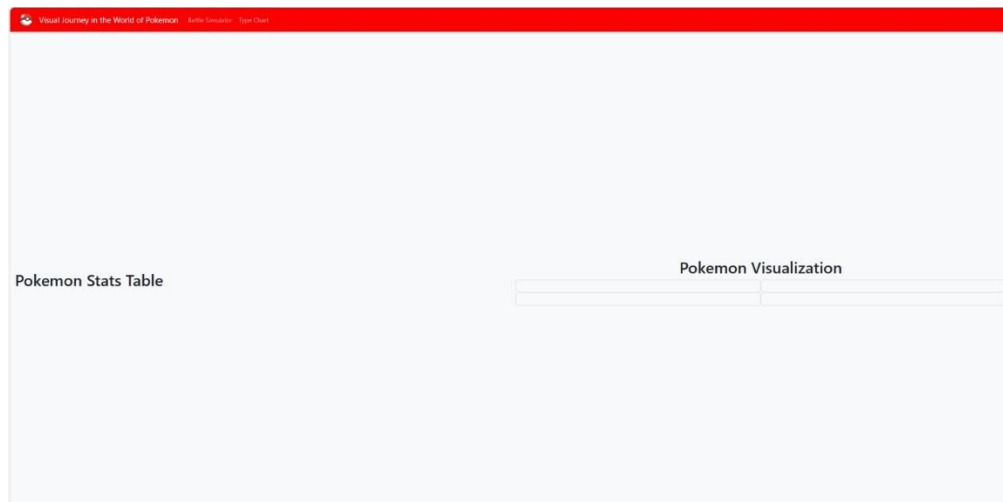 Visual Journey in the World of Pokemon Battle Simulator Type Chart
Pokemon Stats Table
Pokemon Visualization